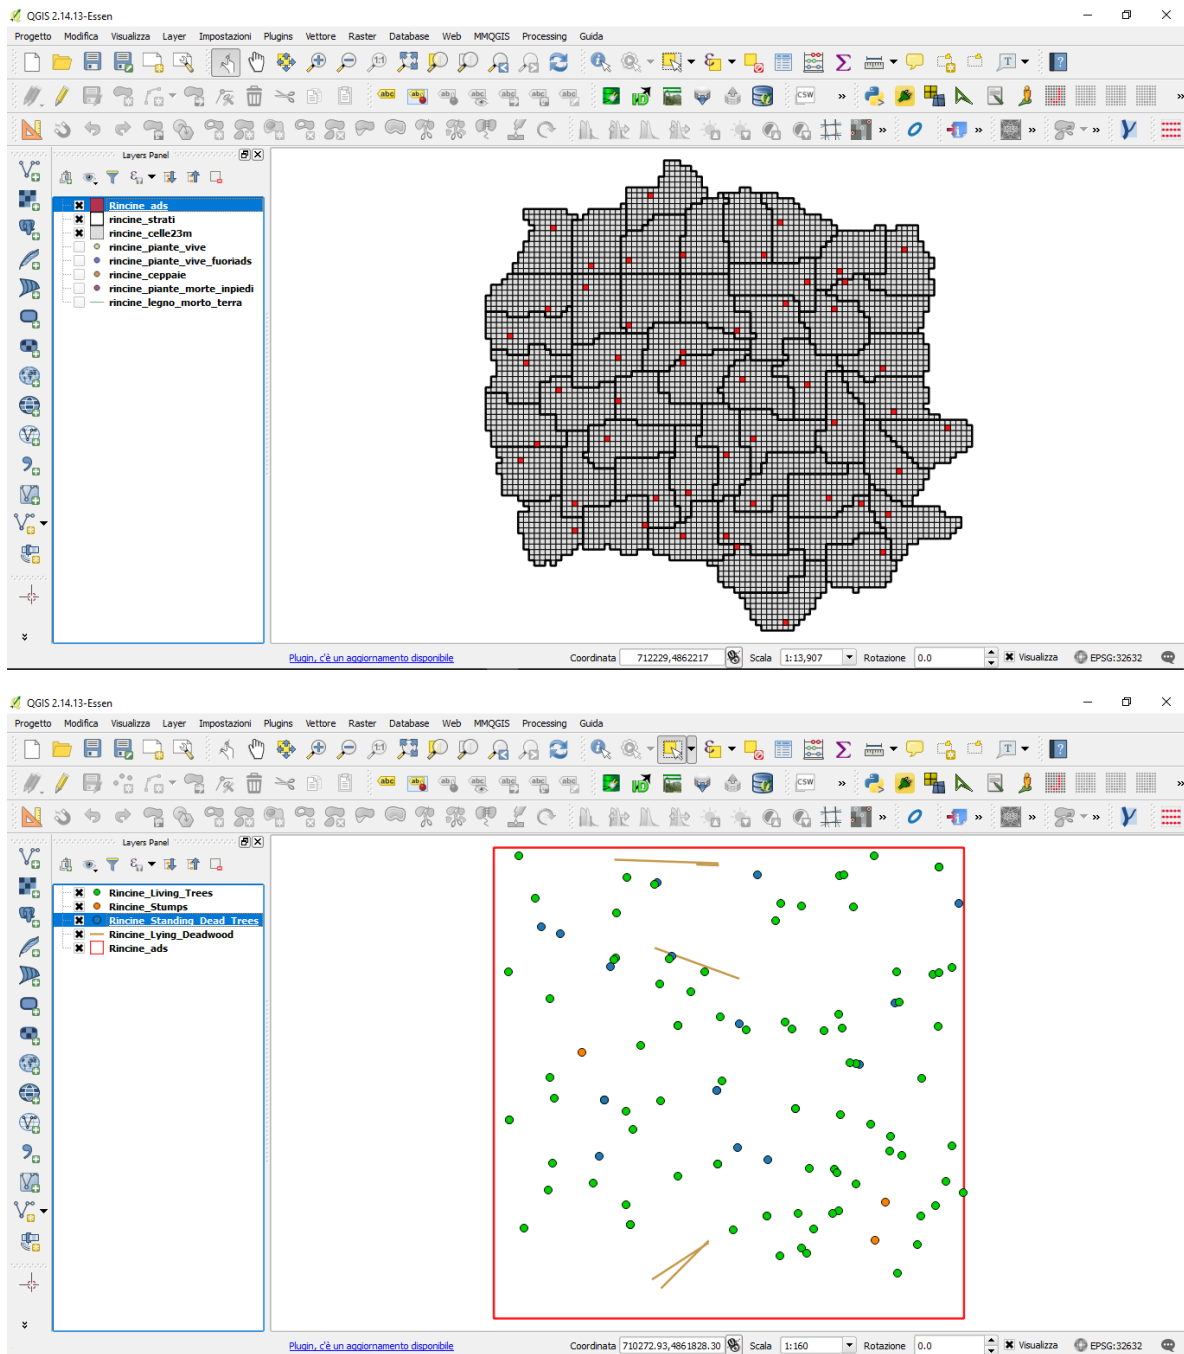 QGIS 2.14.13-Essen
Progetto Modifica Visualizza Layer Impostazioni Plugins Vettore Raster Database Web MMQGIS Processing Guida
Layers Panel
Rincine_ads
rincine_strati
rincine_celle23m
rincine_piante_vive
rincine_piante_vive_fuoriads
rincine_ceppaie
rincine_piante_morte_inpiedi
rincine_legno_morto_terra
Plugin, c'è un aggiornamento disponibile Coordinata 712229,4862217 Scala 1:13,907 Rotazione 0.0 Visualizza EPSG:32632
QGIS 2.14.13-Essen
Progetto Modifica Visualizza Layer Impostazioni Plugins Vettore Raster Database Web MMQGIS Processing Guida
Layers Panel
Rincine_Living_Trees
Rincine_Stumps
Rincine_Standing_Dead_Trees
Rincine_Lying_Deadwood
Rincine_ads
Plugin, c'è un aggiornamento disponibile Coordinata 710272.93,4861828.30 Scala 1:160 Rotazione 0.0 Visualizza EPSG:32632